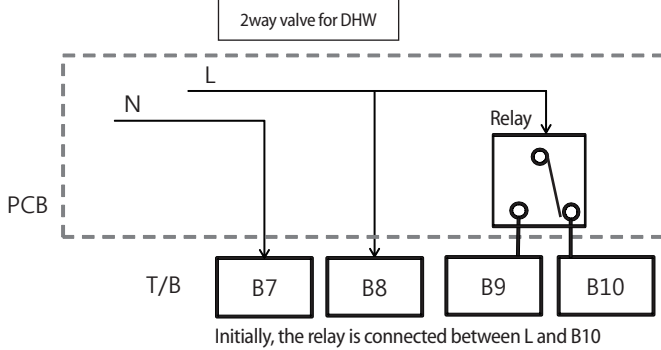 2way valve for DHW
L
N
Relay
PCB
T/B
B7
B8
B9
B10
Initially, the relay is connected between L and B10